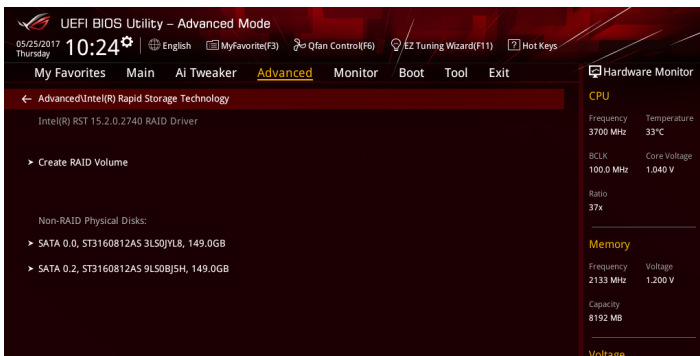 UEFI BIOS Utility – Advanced Mode
05/25/2017
Thursday
10:24
English
MyFavorite(F3)
Qfan Control(F6)
EZ Tuning Wizard(F11)
? Hot Keys
My Favorites Main Ai Tweaker Advanced Monitor Boot Tool Exit
Hardware Monitor
← Advanced\Intel(R) Rapid Storage Technology
Intel(R) RST 15.2.0.2740 RAID Driver
> Create RAID Volume
Non-RAID Physical Disks:
> SATA 0.0, ST3160812AS 3LS0JYL8, 149.0GB
> SATA 0.2, ST3160812AS 9LS0BJ5H, 149.0GB
CPU
Frequency Temperature
3700 MHz 33°C
BCLK Core Voltage
100.0 MHz 1.040 V
Ratio
37x
Memory
Frequency Voltage
2133 MHz 1.200 V
Capacity
8192 MB
Voltage